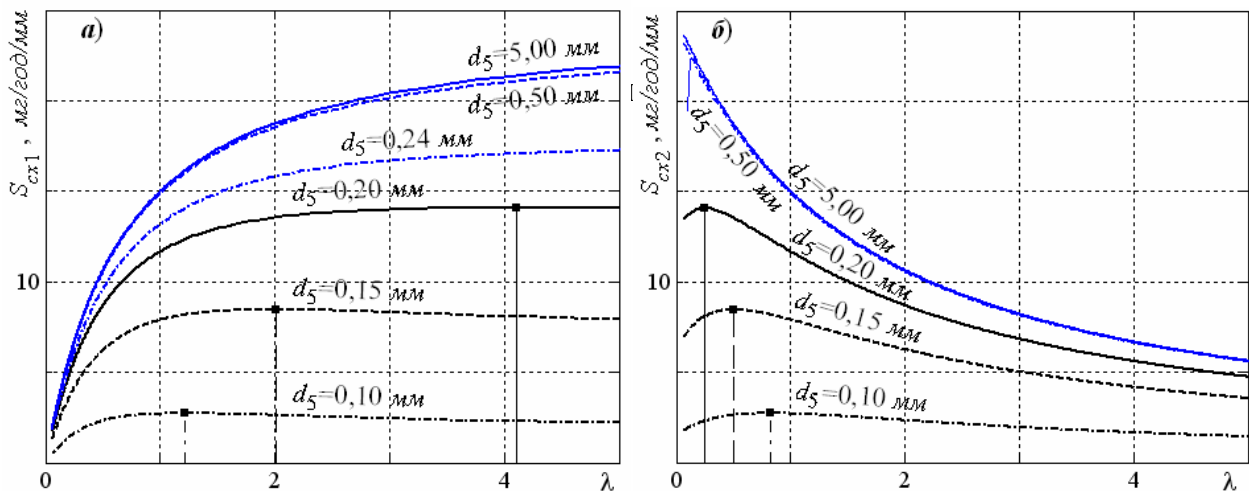 а)
S_cx1 , мг/год/мм
d5=5,00 мм
d5=0,50 мм
d5=0,24 мм
d5=0,20 мм
10
d5=0,15 мм
d5=0,10 мм
0
2
4
λ
б)
S_cx2 , мг/год/мм
d5=0,50 мм
d5=5,00 мм
d5=0,20 мм
10
d5=0,15 мм
d5=0,10 мм
0
2
4
λ